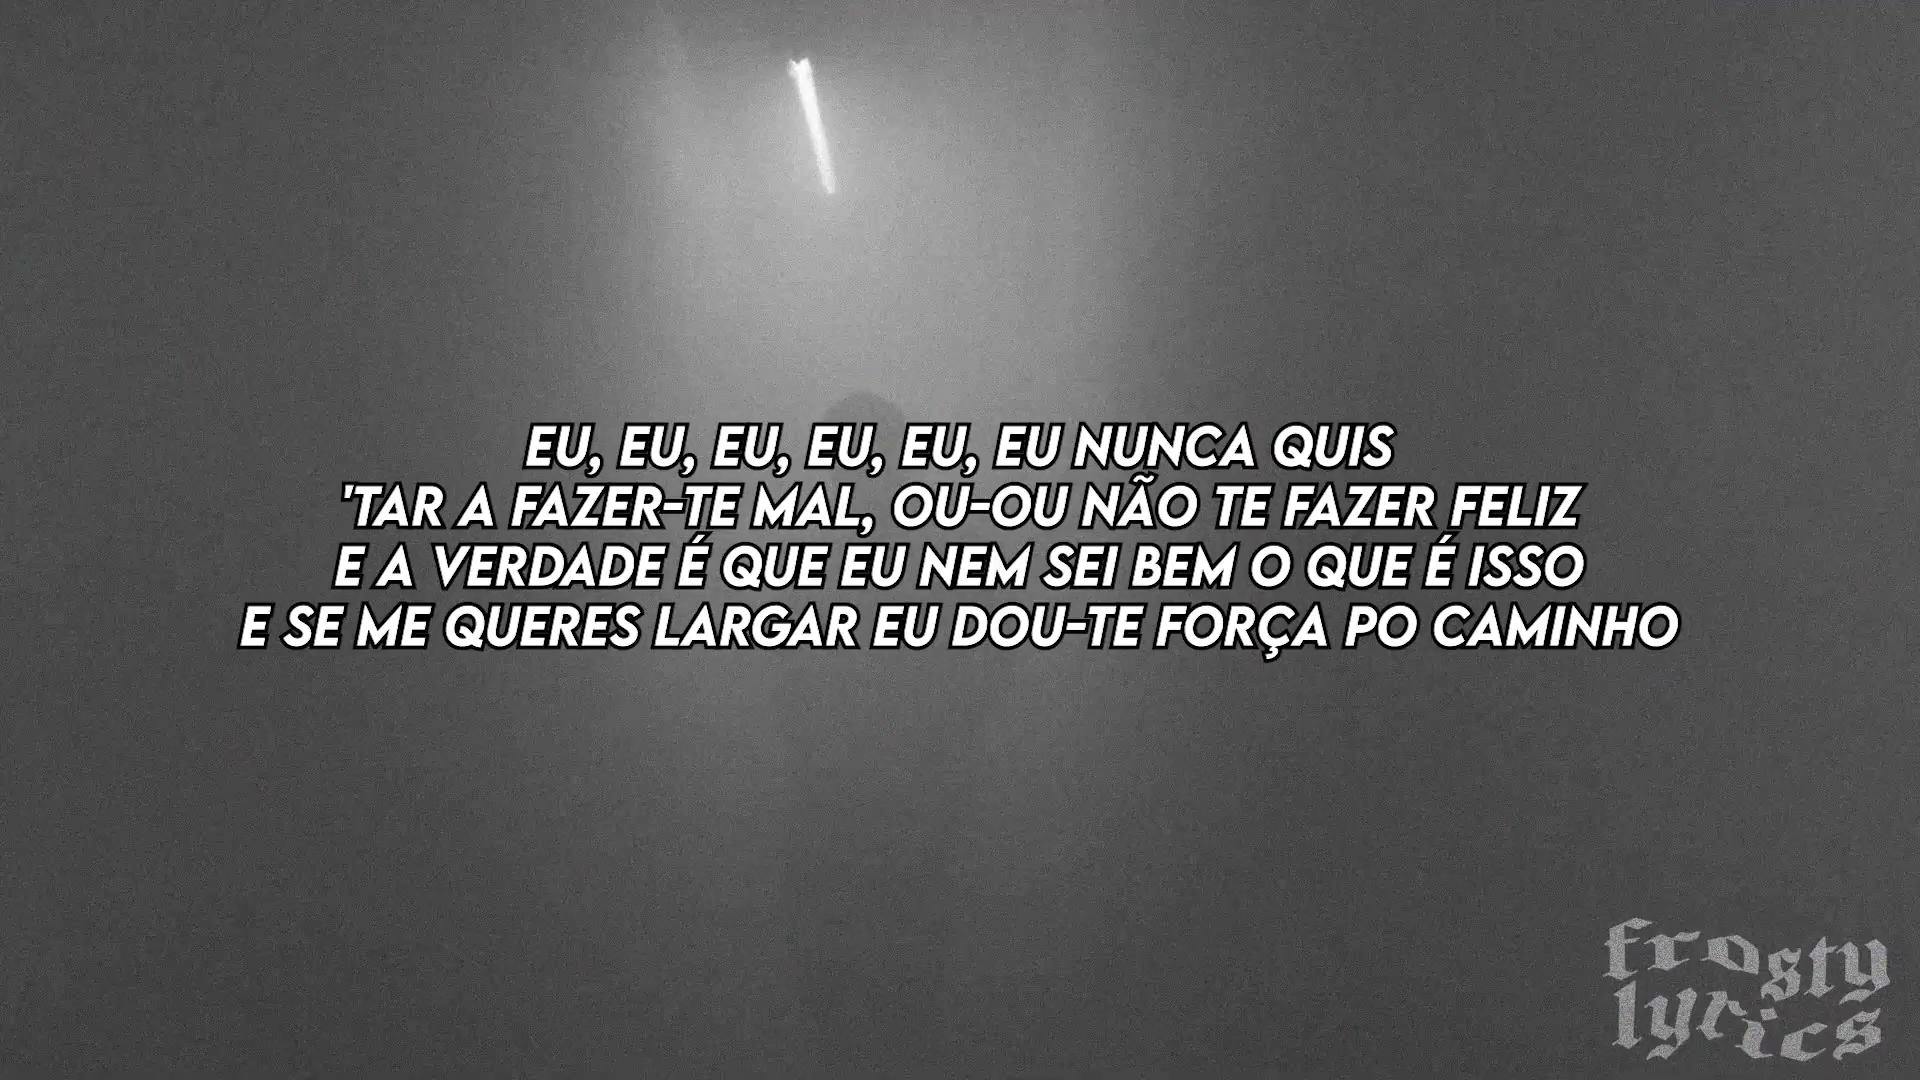 EU, EU, EU, EU, EU, EU NUNCA QUIS
'TAR A FAZER-TE MAL, OU-OU NÃO TE FAZER FELIZ
E A VERDADE É QUE EU NEM SEI BEM O QUE É ISSO
E SE ME QUERES LARGAR EU DOU-TE FORÇA PO CAMINHO
frosty
lyrics